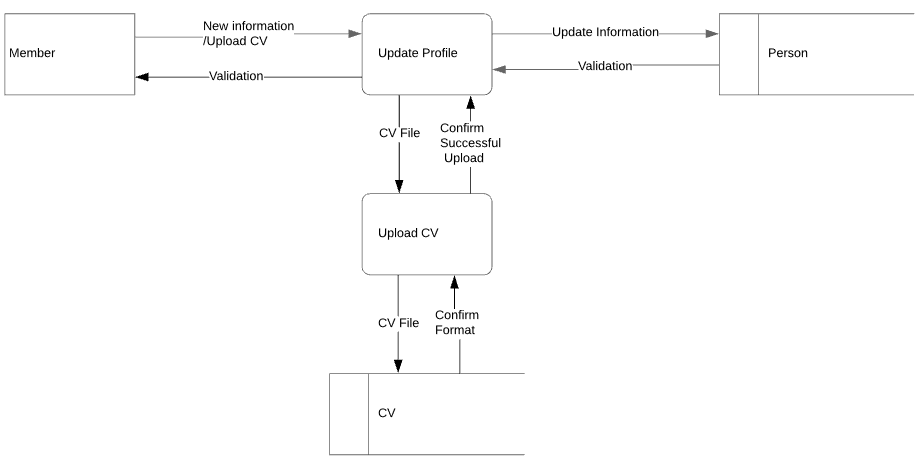 New information
/Upload CV
Update Information
Member
Update Profile
Person
Validation
Validation
CV File
Confirm
Successful
Upload
Upload CV
CV File
Confirm
Format
CV